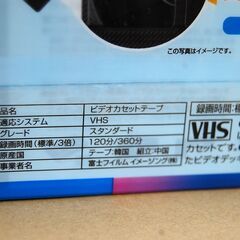 商品写真はイメージです。
品名 ビデオカセットテープ
適応システム VHS
グレード スタンダード
録画時間(標準/3倍) 120分/360分
原産国 テープ:韓国 組立:中国
事業者名 富士フイルム イメージング(株)
録画時間:標
VHS
カセットです。
たビデオデッ